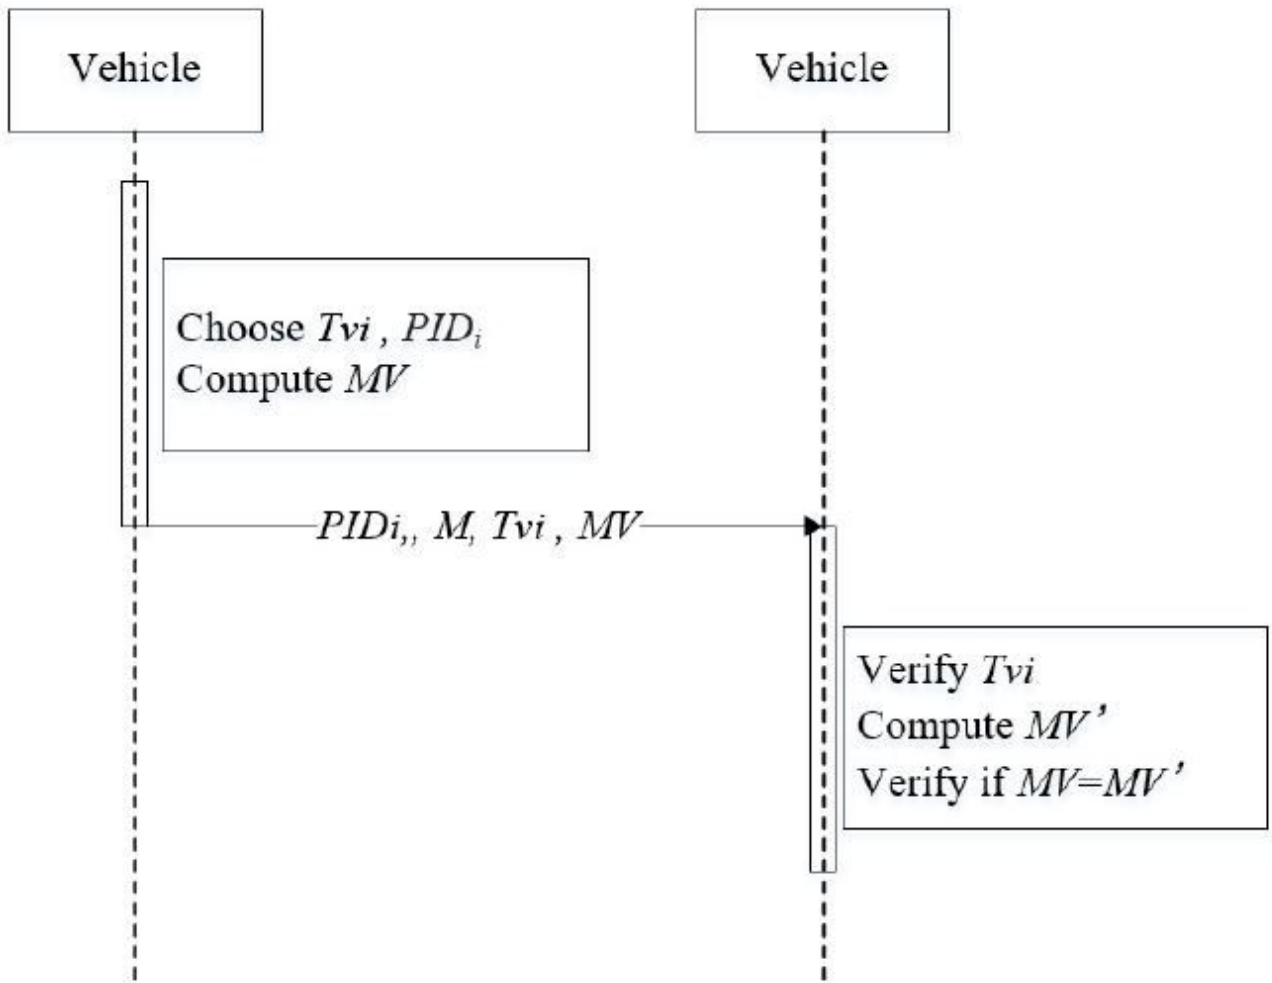 Vehicle
Vehicle
Choose Tvi , PIDi
Compute MV
PIDi,, M, Tvi , MV
Verify Tvi
Compute MV’
Verify if MV=MV’